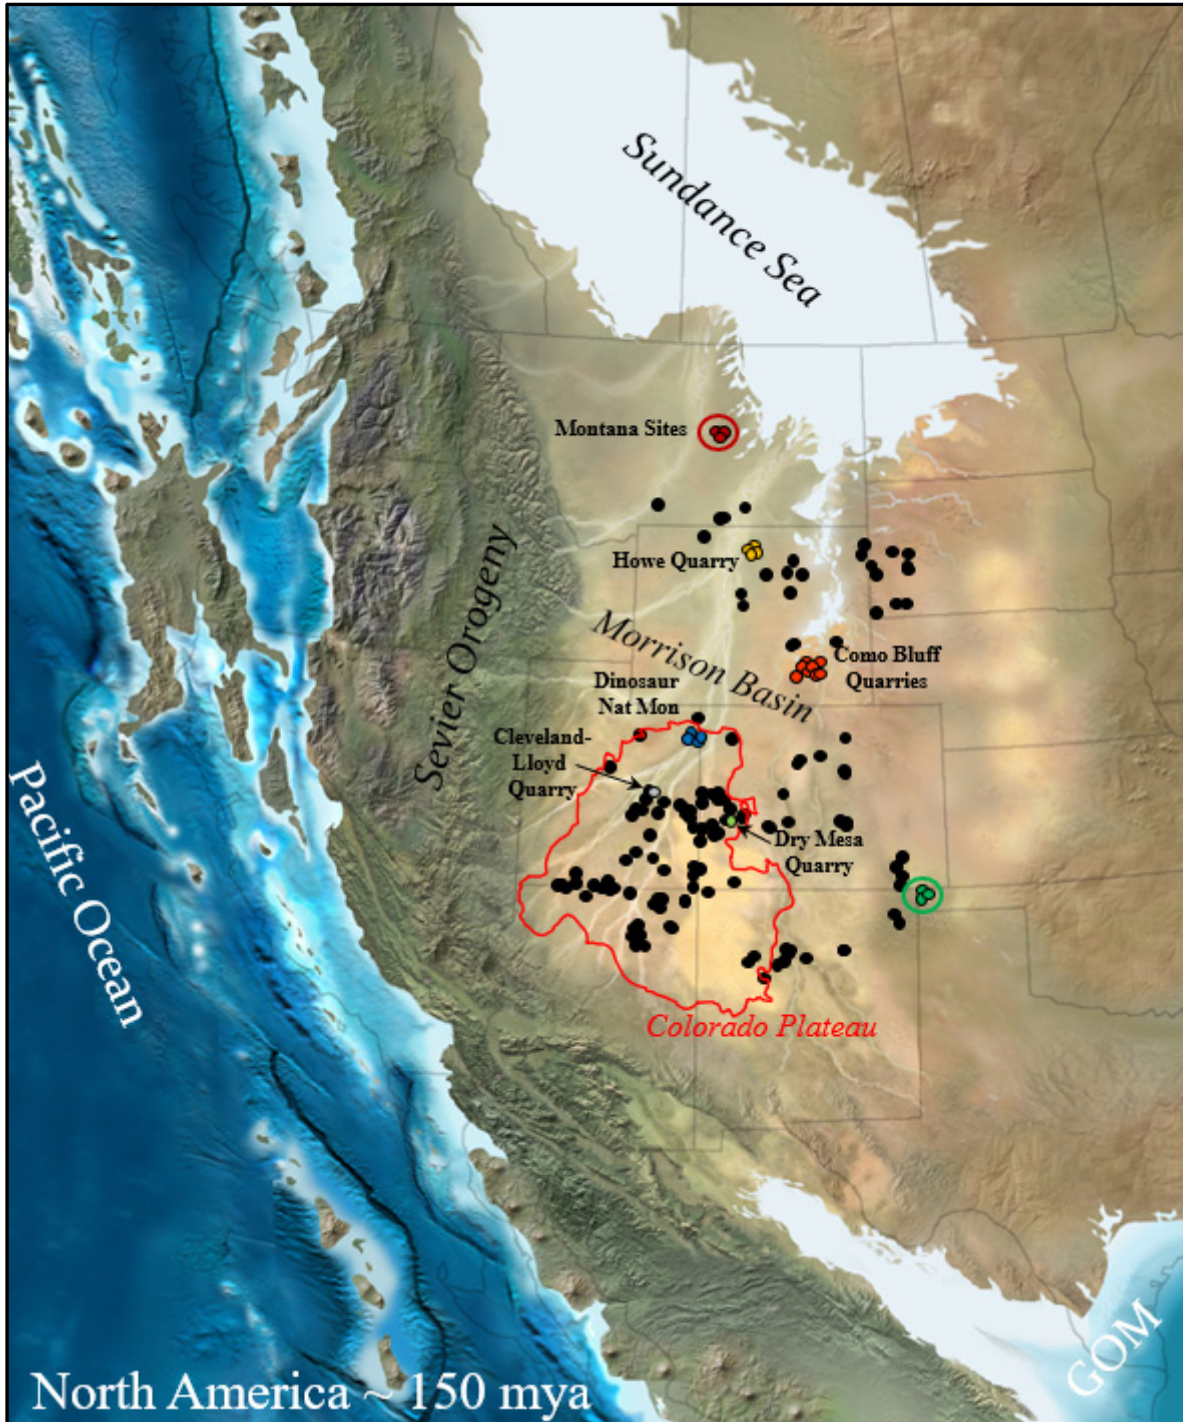 Sundance Sea
Montana Sites
Howe Quarry
Sevier Orogeny
Morrison Basin
Como Bluff
Quarries
Dinosaur
Nat Mon
Cleveland-
Lloyd
Quarry
Pacific Ocean
Dry Mesa
Quarry
Colorado Plateau
GOM
North America ~ 150 mya